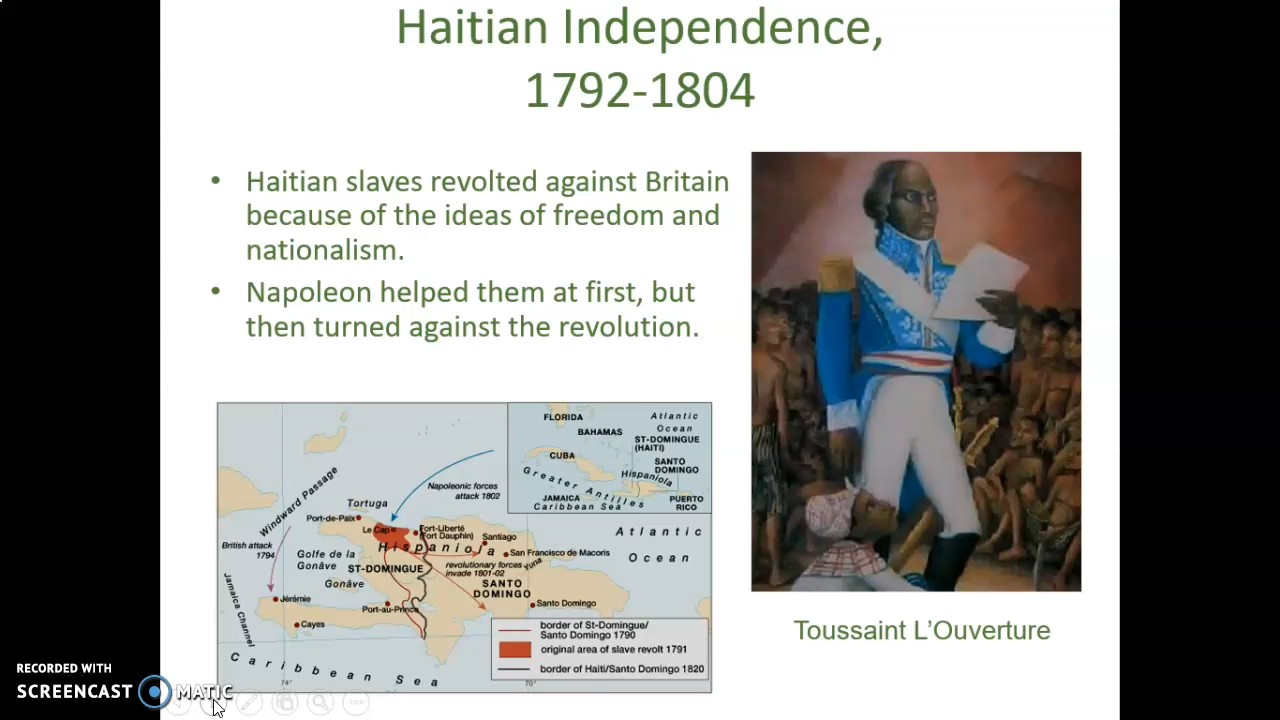 Haitian Independence,
1792-1804
• Haitian slaves revolted against Britain
because of the ideas of freedom and
nationalism.
• Napoleon helped them at first, but
then turned against the revolution.
FLORIDA
Atlantic
Ocean
BAHAMAS
ST-DOMINGUE
(HAITI)
CUBA
SANTO
DOMINGO
Hispaniola
Greater Antilles
JAMAICA
PUERTO
RICO
Caribbean Sea
Windward Passage
Napoleonic forces
attack 1802
Tortuga
Port-de-Paix
Le Cap
Fort-Liberté
(Fort Dauphin)
Santiago
Atlantic
Ocean
British attack
1794
Hispaniola
San Francisco de Macoris
Golfe de la
Gonâve
ST-DOMINGUE
revolutionary forces
invade 1801-02
Yuna
Gonâve
SANTO
DOMINGO
Jamaica Channel
Jérémie
Port-au-Prince
Santo Domingo
Cayes
border of St-Domingue/
Santo Domingo 1790
original area of slave revolt 1791
border of Haiti/Santo Domingo 1820
Caribbean Sea
74°
70°
Toussaint L’Ouverture
RECORDED WITH
SCREENCAST MATIC